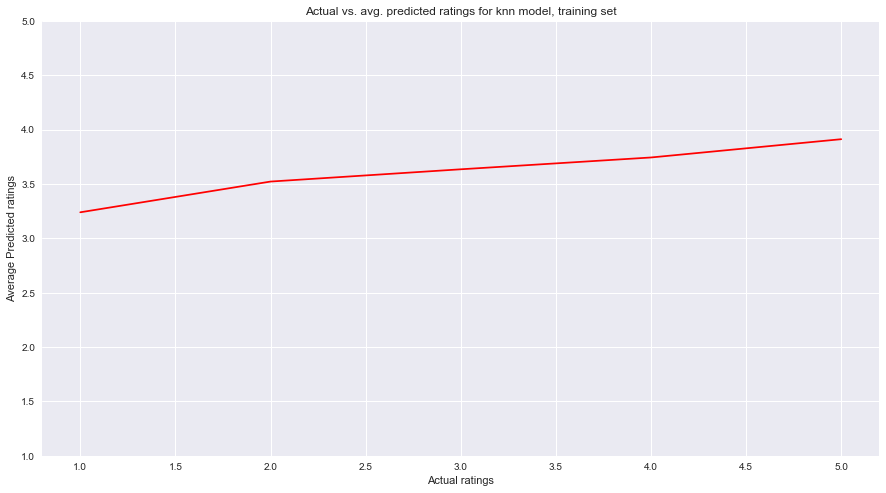 Actual vs. avg. predicted ratings for knn model, training set
5.0
4.5
4.0
3.5
3.0
2.5
2.0
1.5
1.0
Average Predicted ratings
1.0 1.5 2.0 2.5 3.0 3.5 4.0 4.5 5.0
Actual ratings